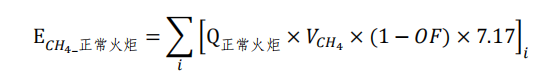 E_{CH_4_正常火炬} = ∑_i [Q_{正常火炬} × V_{CH_4} × (1 − OF) × 7.17]_i